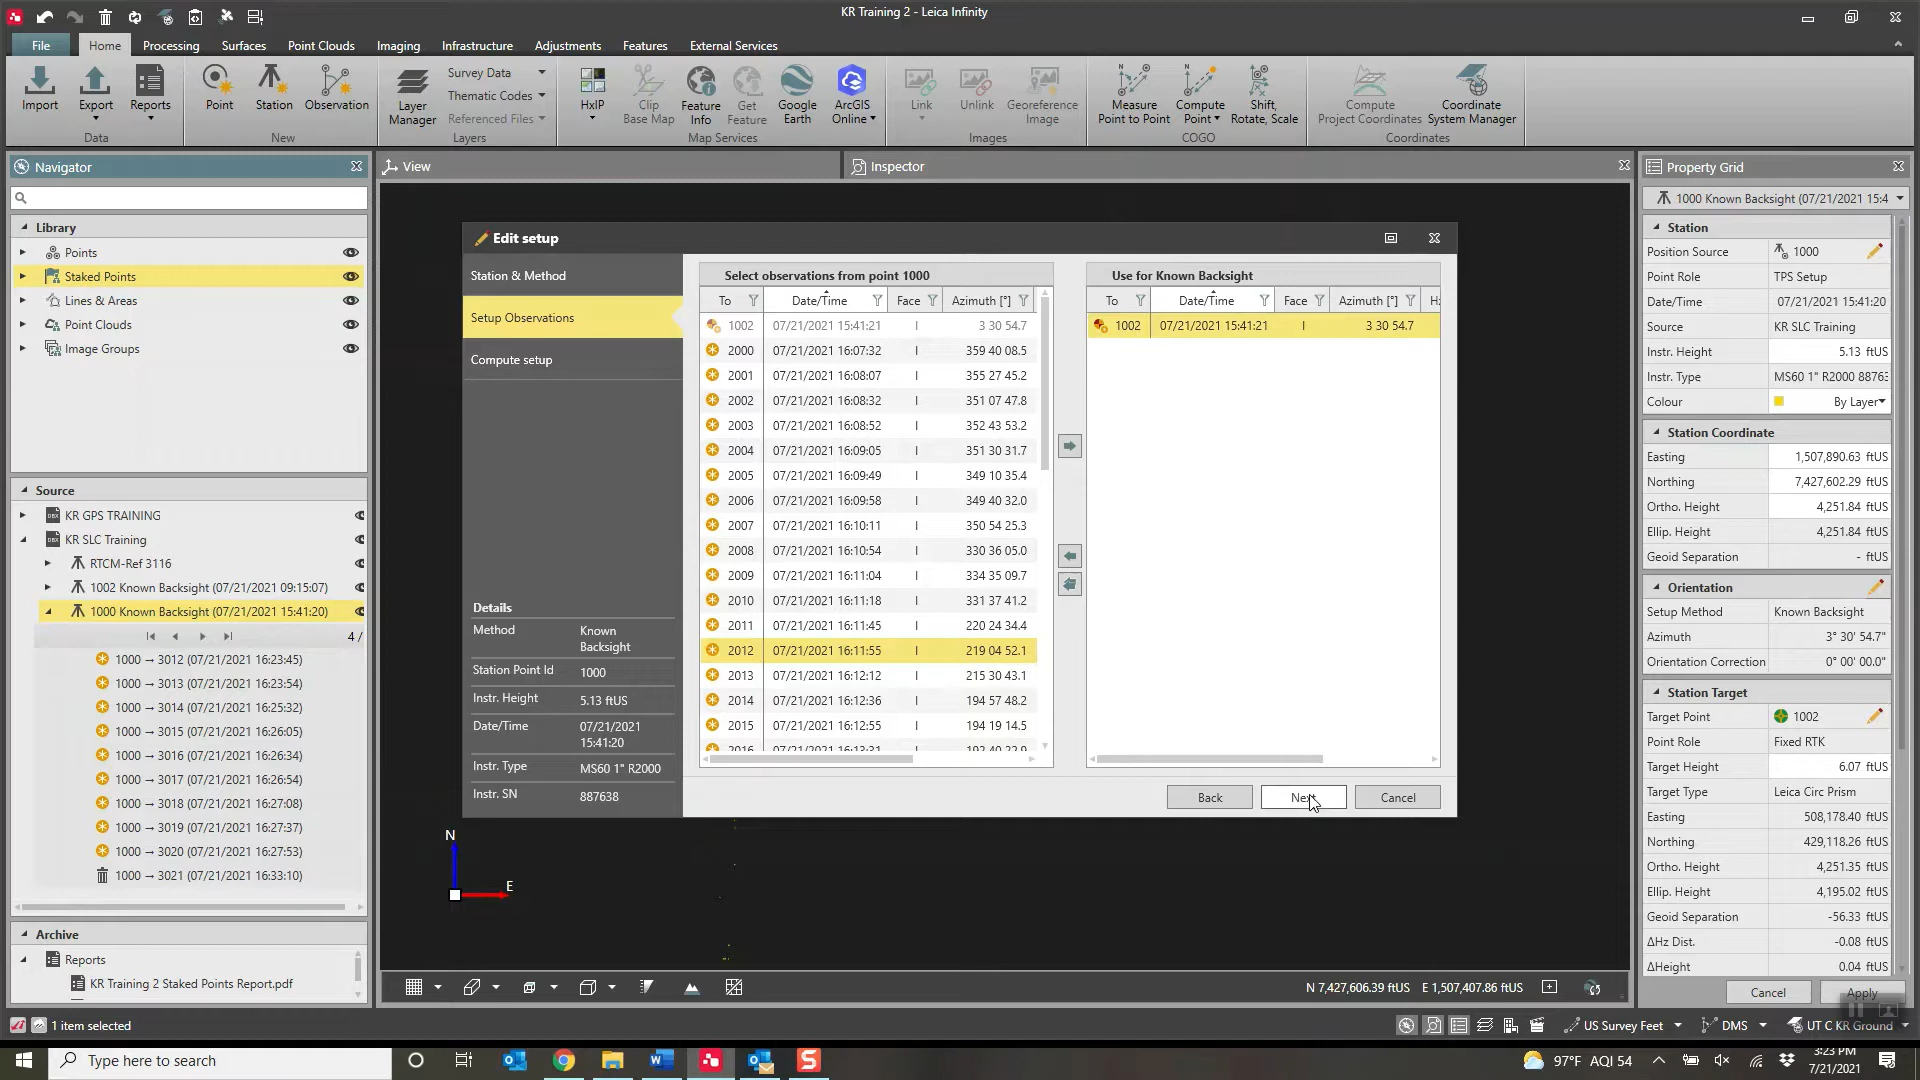 KR Training 2 - Leica Infinity
File Home Processing Surfaces Point Clouds Imaging Infrastructure Adjustments Features External Services
Import Export Reports
Data
Point Station Observation
New
Layer Manager
Survey Data
Thematic Codes
Referenced Files
Layers
HxIP
Clip Base Map
Feature Info
Get Feature
Google Earth
ArcGIS Online
Map Services
Link Unlink Georeference Image
Images
Measure Point to Point
Compute Point
Shift, Rotate, Scale
COGO
Compute Project Coordinates
Coordinate System Manager
Coordinates
Navigator
Library
Points
Staked Points
Lines & Areas
Point Clouds
Image Groups
Source
KR GPS TRAINING
KR SLC Training
RTCM-Ref 3116
1002 Known Backsight (07/21/2021 09:15:07)
1000 Known Backsight (07/21/2021 15:41:20)
4 /
1000 → 3012 (07/21/2021 16:23:45)
1000 → 3013 (07/21/2021 16:23:54)
1000 → 3014 (07/21/2021 16:25:32)
1000 → 3015 (07/21/2021 16:26:05)
1000 → 3016 (07/21/2021 16:26:34)
1000 → 3017 (07/21/2021 16:26:54)
1000 → 3018 (07/21/2021 16:27:08)
1000 → 3019 (07/21/2021 16:27:37)
1000 → 3020 (07/21/2021 16:27:53)
1000 → 3021 (07/21/2021 16:33:10)
Archive
Reports
KR Training 2 Staked Points Report.pdf
1 item selected
View
Inspector
Edit setup
Station & Method
Setup Observations
Compute setup
Details
Method Known Backsight
Station Point Id 1000
Instr. Height 5.13 ftUS
Date/Time 07/21/2021 15:41:20
Instr. Type MS60 1" R2000
Instr. SN 887638
Select observations from point 1000
To Date/Time Face Azimuth [°]
1002 07/21/2021 15:41:21 I 3 30 54.7
2000 07/21/2021 16:07:32 I 359 40 08.5
2001 07/21/2021 16:08:07 I 355 27 45.2
2002 07/21/2021 16:08:32 I 351 07 47.8
2003 07/21/2021 16:08:52 I 352 43 53.2
2004 07/21/2021 16:09:05 I 351 30 31.7
2005 07/21/2021 16:09:49 I 349 10 35.4
2006 07/21/2021 16:09:58 I 349 40 32.0
2007 07/21/2021 16:10:11 I 350 54 25.3
2008 07/21/2021 16:10:54 I 330 36 05.0
2009 07/21/2021 16:11:04 I 334 35 09.7
2010 07/21/2021 16:11:18 I 331 37 41.2
2011 07/21/2021 16:11:45 I 220 24 34.4
2012 07/21/2021 16:11:55 I 219 04 52.1
2013 07/21/2021 16:12:12 I 215 30 43.1
2014 07/21/2021 16:12:36 I 194 57 48.2
2015 07/21/2021 16:12:55 I 194 19 14.5
2016 07/21/2021 16:13:31 I 192 40 22.9
Use for Known Backsight
To Date/Time Face Azimuth [°] Hz
1002 07/21/2021 15:41:21 I 3 30 54.7
Back Next Cancel
N
E
N 7,427,606.39 ftUS E 1,507,407.86 ftUS
Property Grid
1000 Known Backsight (07/21/2021 15:4
Station
Position Source 1000
Point Role TPS Setup
Date/Time 07/21/2021 15:41:20
Source KR SLC Training
Instr. Height 5.13 ftUS
Instr. Type MS60 1" R2000 8876
Colour By Layer
Station Coordinate
Easting 1,507,890.63 ftUS
Northing 7,427,602.29 ftUS
Ortho. Height 4,251.84 ftUS
Ellip. Height 4,251.84 ftUS
Geoid Separation - ftUS
Orientation
Setup Method Known Backsight
Azimuth 3° 30' 54.7"
Orientation Correction 0° 00' 00.0"
Station Target
Target Point 1002
Point Role Fixed RTK
Target Height 6.07 ftUS
Target Type Leica Circ Prism
Easting 508,178.40 ftUS
Northing 429,118.26 ftUS
Ortho. Height 4,251.35 ftUS
Ellip. Height 4,195.02 ftUS
Geoid Separation -56.33 ftUS
ΔHz Dist. -0.08 ftUS
ΔHeight 0.04 ftUS
Cancel Apply
US Survey Feet DMS UT C KR Ground
Type here to search
97°F AQI 54
3:23 PM
7/21/2021